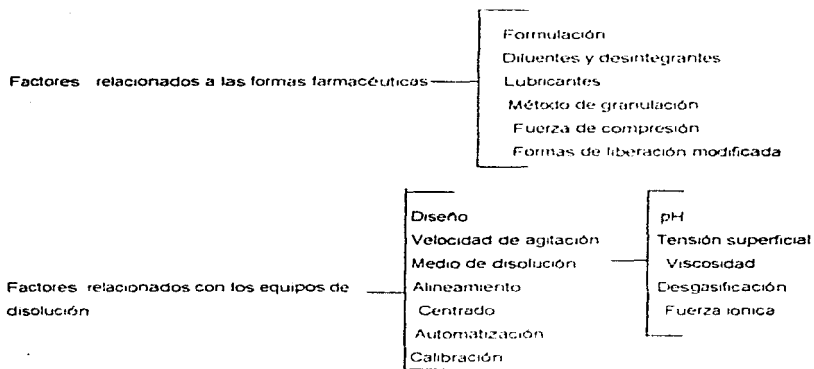 Formulación
Diluentes y desintegrantes
Factores relacionados a las formas farmacéuticas
Lubricantes
Método de granulación
Fuerza de compresión
Formas de liberación modificada
Diseño
Velocidad de agitación
Medio de disolución
Factores relacionados con los equipos de
disolución
Alineamiento
Centrado
Automatización
Calibración
pH
Tensión superficial
Viscosidad
Desgasificación
Fuerza ionica